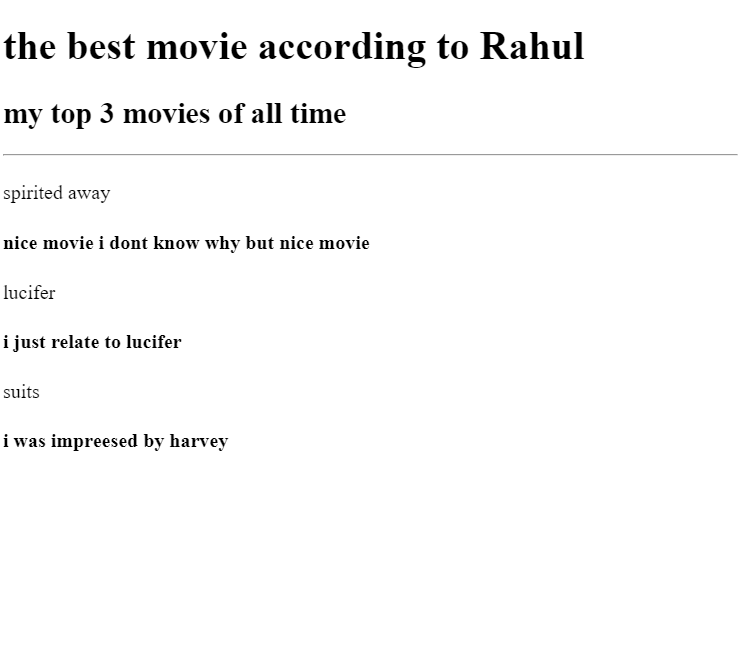 the best movie according to Rahul
my top 3 movies of all time
spirited away
nice movie i dont know why but nice movie
lucifer
i just relate to lucifer
suits
i was impreesed by harvey